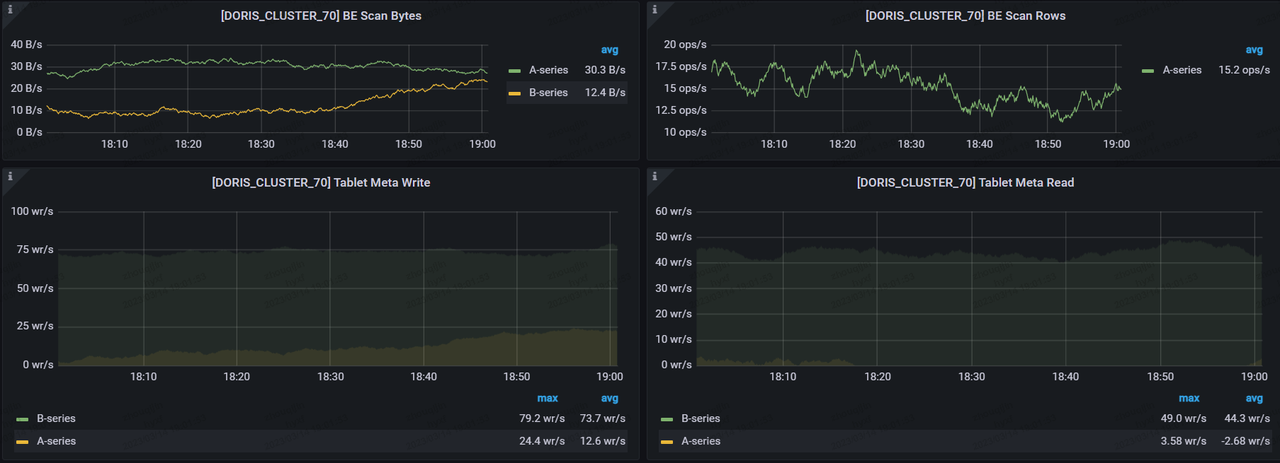 [DORIS_CLUSTER_70] BE Scan Bytes
40 B/s
30 B/s
20 B/s
10 B/s
0 B/s
18:10 18:20 18:30 18:40 18:50 19:00
avg
A-series 30.3 B/s
B-series 12.4 B/s
[DORIS_CLUSTER_70] BE Scan Rows
20 ops/s
17.5 ops/s
15 ops/s
12.5 ops/s
10 ops/s
18:10 18:20 18:30 18:40 18:50 19:00
avg
A-series 15.2 ops/s
[DORIS_CLUSTER_70] Tablet Meta Write
100 wr/s
75 wr/s
50 wr/s
25 wr/s
0 wr/s
18:10 18:20 18:30 18:40 18:50 19:00
max avg
B-series 79.2 wr/s 73.7 wr/s
A-series 24.4 wr/s 12.6 wr/s
[DORIS_CLUSTER_70] Tablet Meta Read
60 wr/s
50 wr/s
40 wr/s
30 wr/s
20 wr/s
10 wr/s
0 wr/s
18:10 18:20 18:30 18:40 18:50 19:00
max avg
B-series 49.0 wr/s 44.3 wr/s
A-series 3.58 wr/s -2.68 wr/s